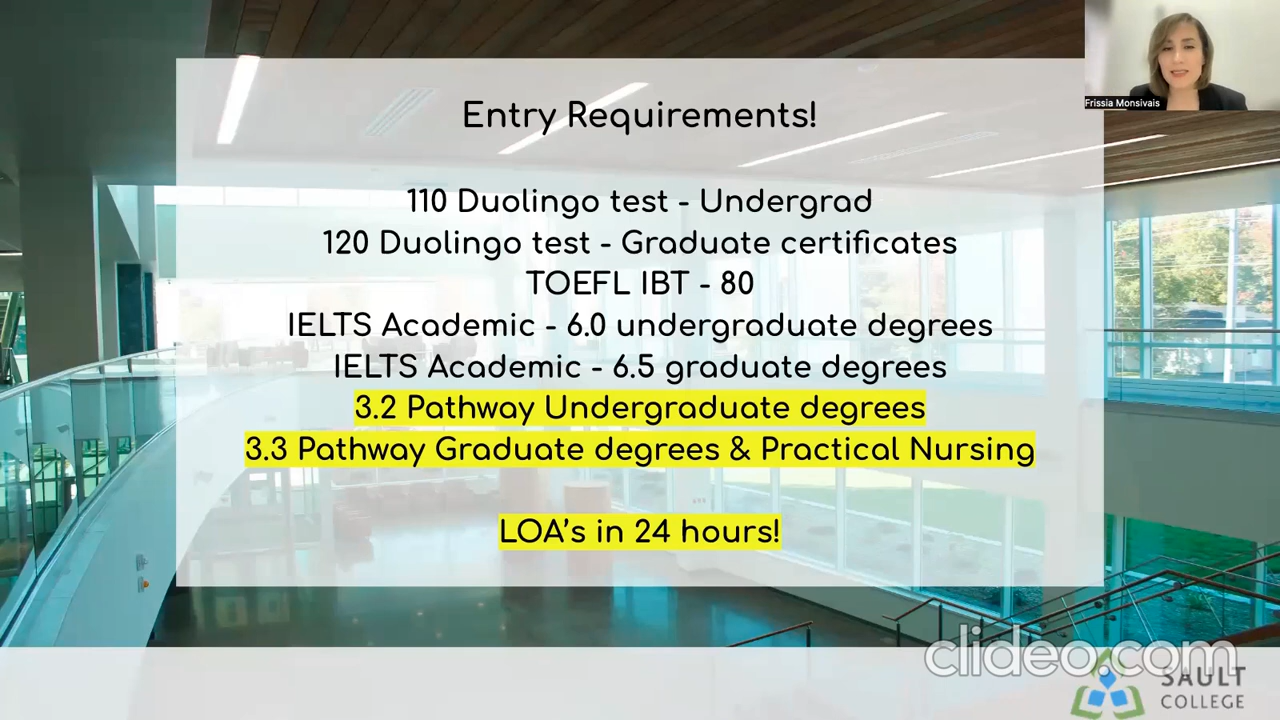 Frissia Monsivais
Entry Requirements!
110 Duolingo test - Undergrad
120 Duolingo test - Graduate certificates
TOEFL IBT - 80
IELTS Academic - 6.0 undergraduate degrees
IELTS Academic - 6.5 graduate degrees
3.2 Pathway Undergraduate degrees
3.3 Pathway Graduate degrees & Practical Nursing
LOA's in 24 hours!
clideo.com
SAULT
COLLEGE